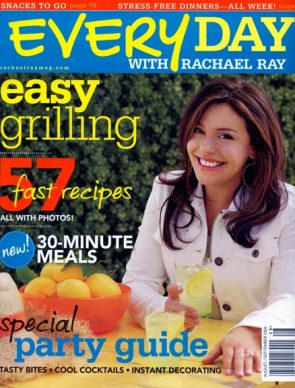 SNACKS TO GO page 76
STRESS-FREE DINNERS—ALL WEEK! page
EVERY DAY
WITH RACHAEL RAY
rachaelraymag.com
easy
grilling
57
fast recipes
ALL WITH PHOTOS!
new!
30-MINUTE
MEALS
special
party guide
TASTY BITES • COOL COCKTAILS • INSTANT DECORATING